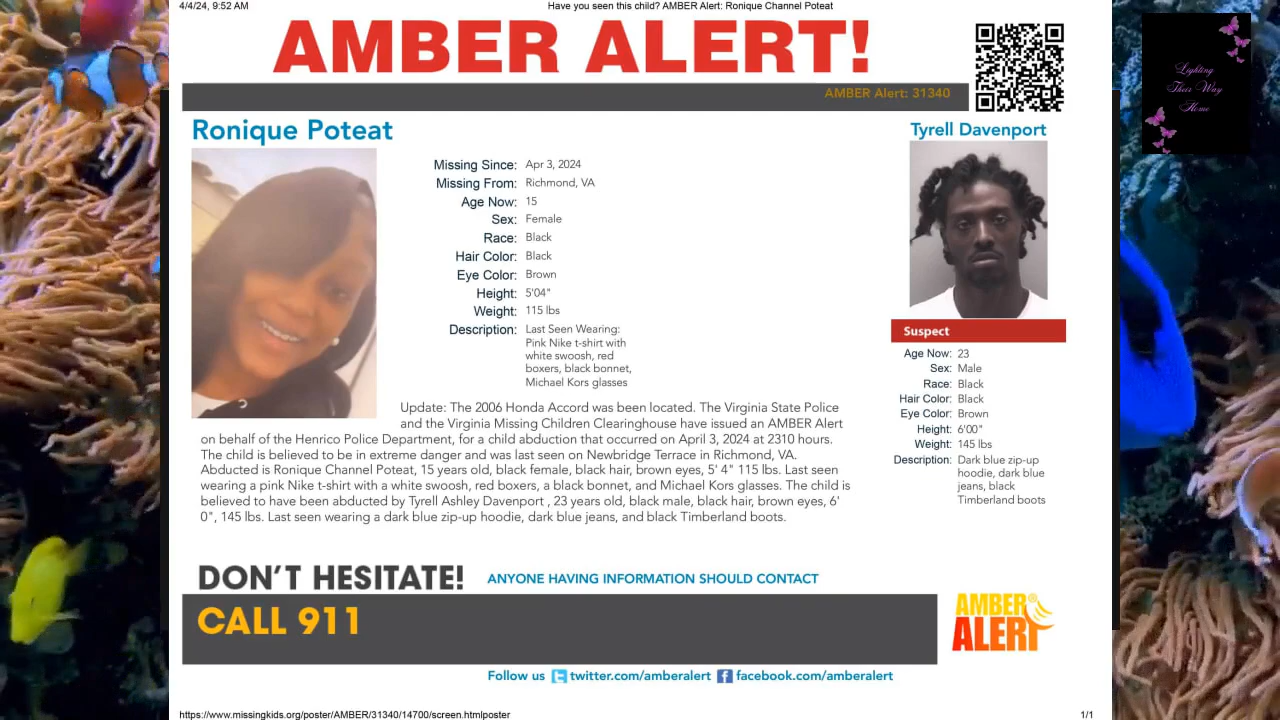 4/4/24, 9:52 AM
Have you seen this child? AMBER Alert: Ronique Channel Poteat
AMBER ALERT!
AMBER Alert: 31340
Lighting
Their Way
Home
Ronique Poteat
Missing Since: Apr 3, 2024
Missing From: Richmond, VA
Age Now: 15
Sex: Female
Race: Black
Hair Color: Black
Eye Color: Brown
Height: 5'04"
Weight: 115 lbs
Description: Last Seen Wearing:
Pink Nike t-shirt with
white swoosh, red
boxers, black bonnet,
Michael Kors glasses
Tyrell Davenport
Suspect
Age Now: 23
Sex: Male
Race: Black
Hair Color: Black
Eye Color: Brown
Height: 6'00"
Weight: 145 lbs
Description: Dark blue zip-up
hoodie, dark blue
jeans, black
Timberland boots
Update: The 2006 Honda Accord was been located. The Virginia State Police
and the Virginia Missing Children Clearinghouse have issued an AMBER Alert
on behalf of the Henrico Police Department, for a child abduction that occurred on April 3, 2024 at 2310 hours.
The child is believed to be in extreme danger and was last seen on Newbridge Terrace in Richmond, VA.
Abducted is Ronique Channel Poteat, 15 years old, black female, black hair, brown eyes, 5' 4" 115 lbs. Last seen
wearing a pink Nike t-shirt with a white swoosh, red boxers, a black bonnet, and Michael Kors glasses. The child is
believed to have been abducted by Tyrell Ashley Davenport , 23 years old, black male, black hair, brown eyes, 6'
0", 145 lbs. Last seen wearing a dark blue zip-up hoodie, dark blue jeans, and black Timberland boots.
DON'T HESITATE!
ANYONE HAVING INFORMATION SHOULD CONTACT
CALL 911
AMBER®
ALERT
Follow us twitter.com/amberalert facebook.com/amberalert
https://www.missingkids.org/poster/AMBER/31340/14700/screen.htmlposter
1/1